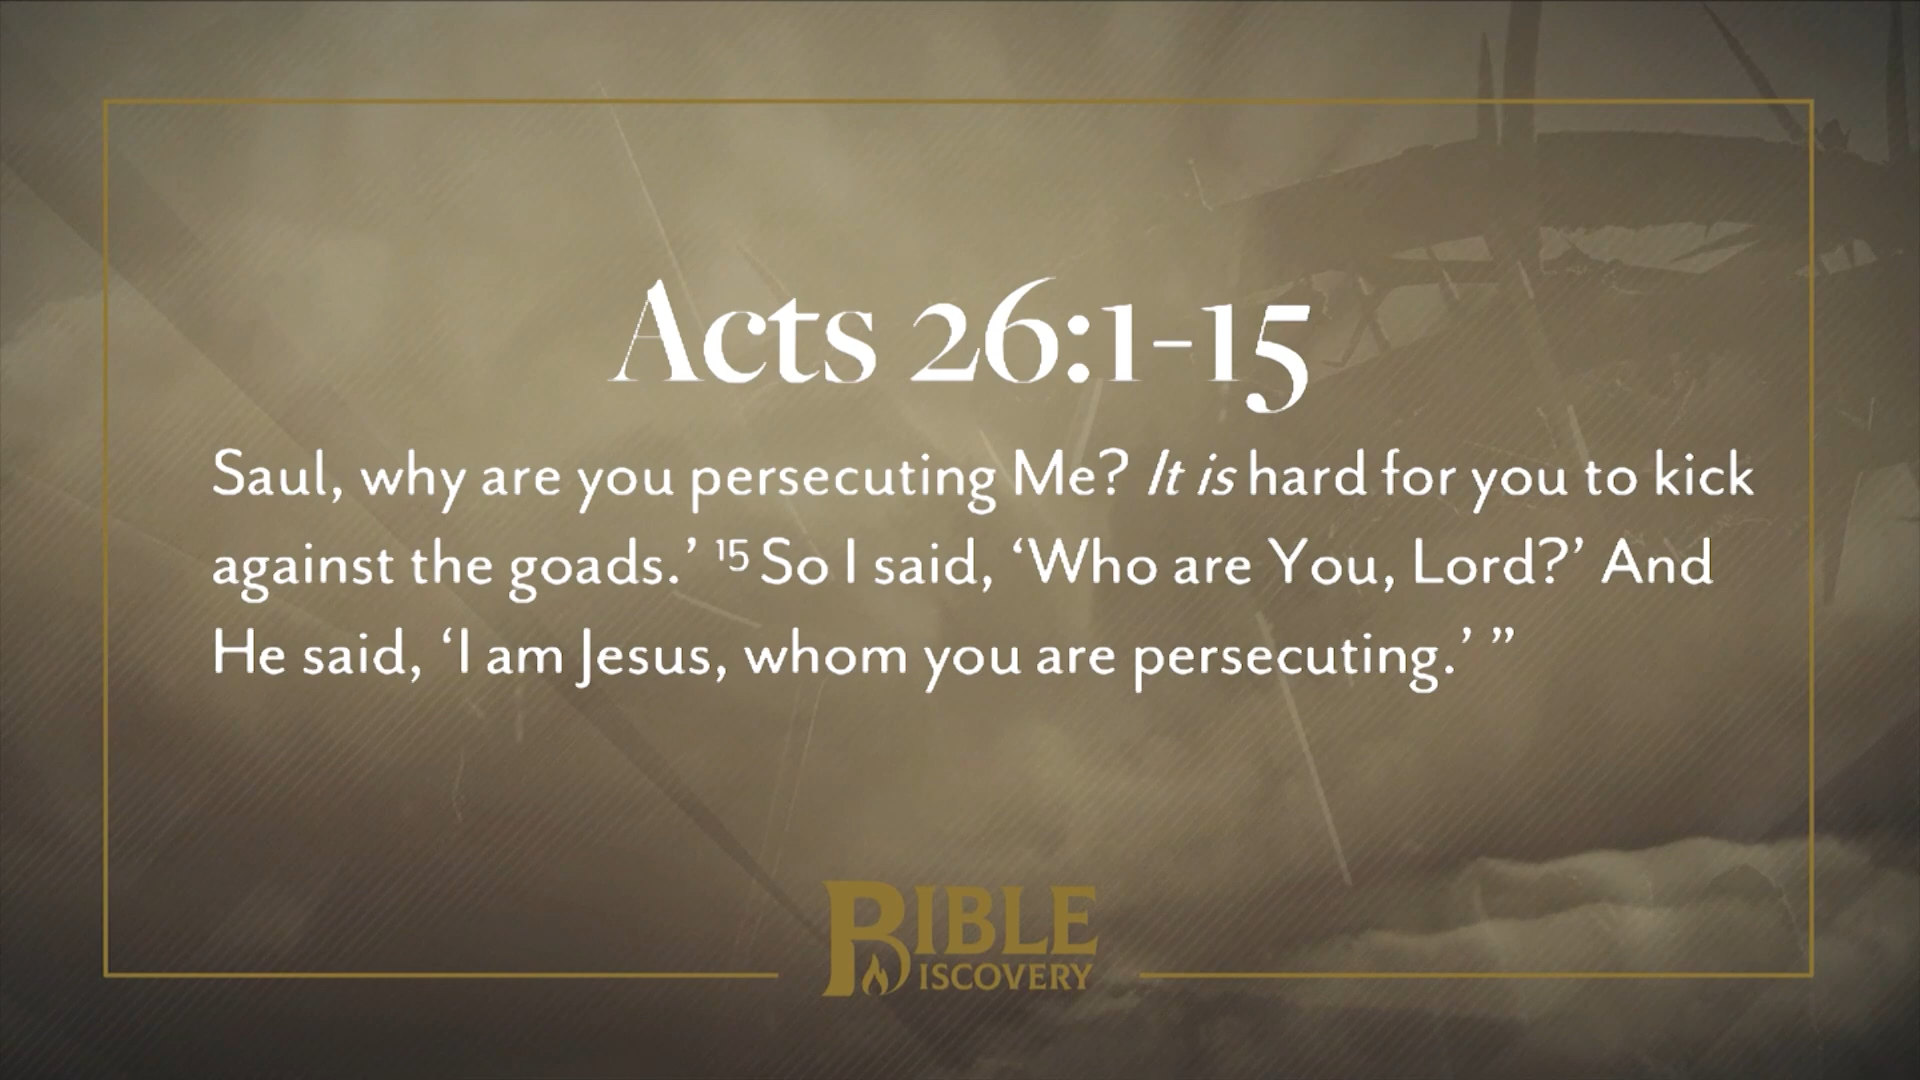 Acts 26:1-15
Saul, why are you persecuting Me? It is hard for you to kick
against the goads.’ ¹⁵ So I said, ‘Who are You, Lord?’ And
He said, ‘I am Jesus, whom you are persecuting.’ ”
BIBLE
DISCOVERY